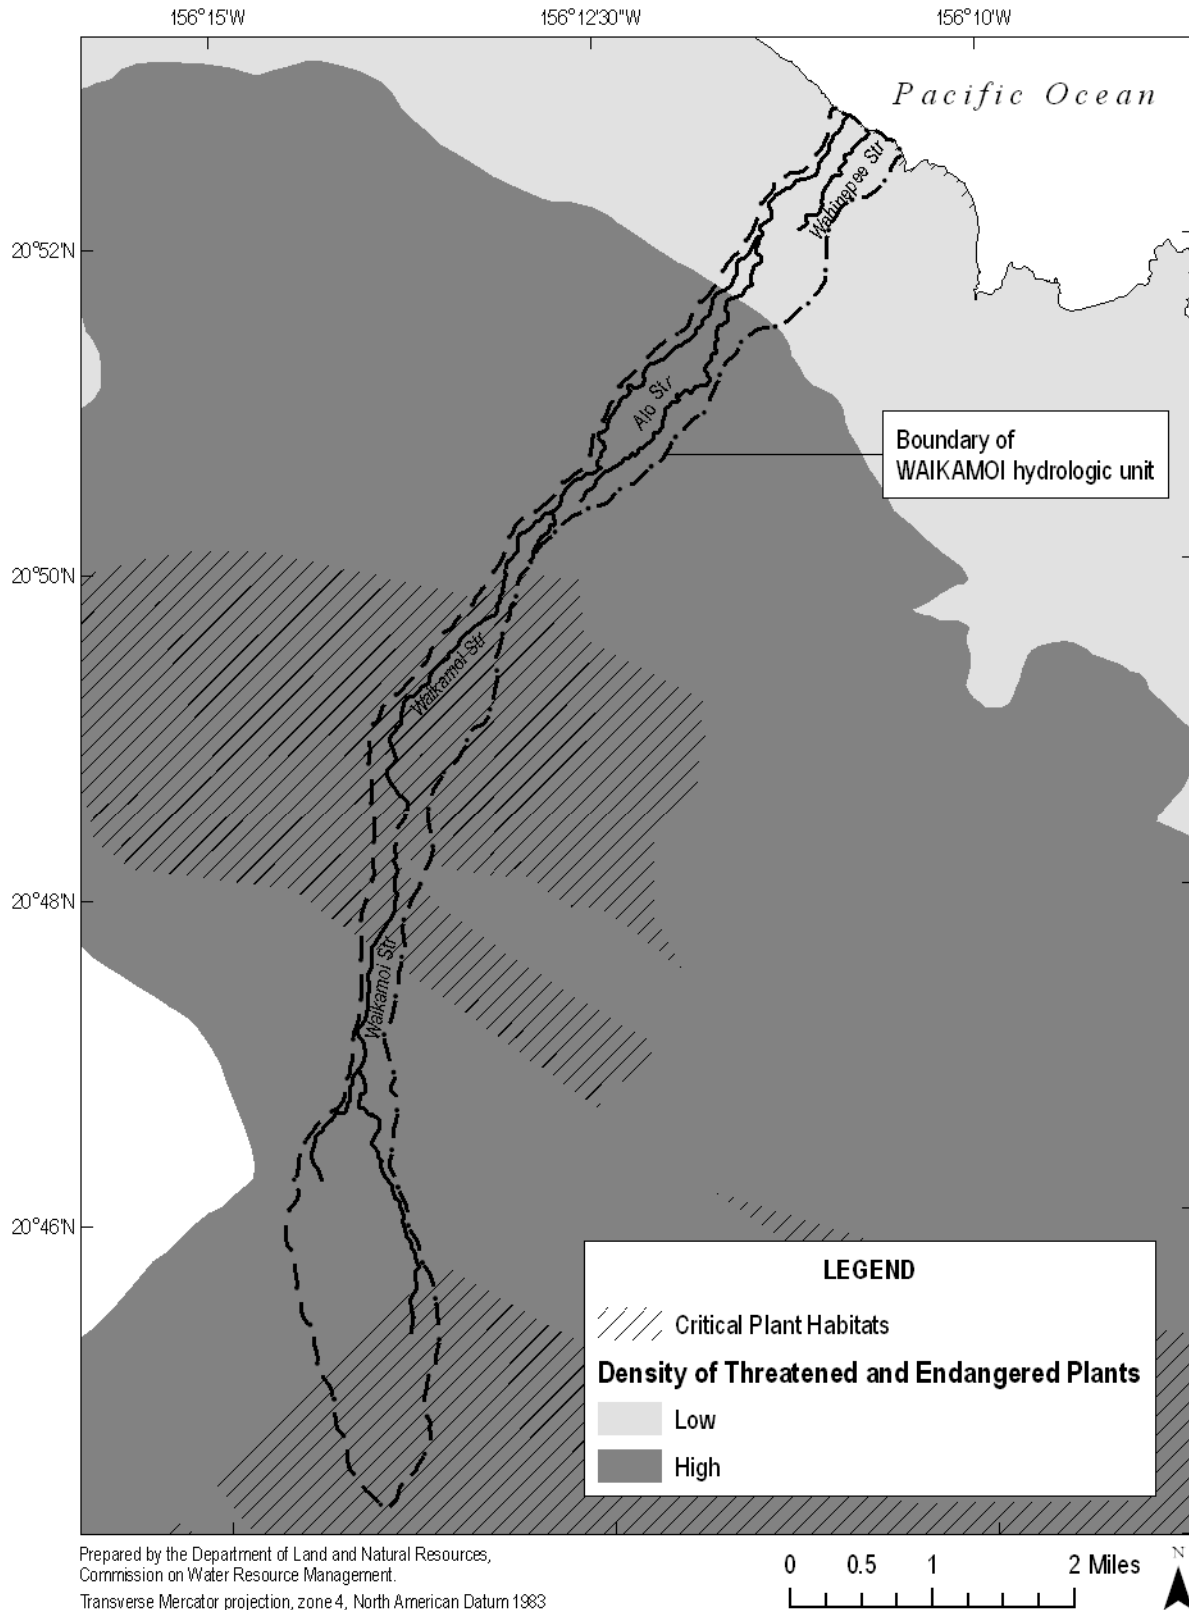 156°15'W
156°12'30"W
156°10'W
Pacific Ocean
Wahinepee Str
20°52'N
Alo Str
Boundary of
WAIKAMOI hydrologic unit
20°50'N
Waikamoi Str
20°48'N
Waikamoi Str
20°46'N
LEGEND
Critical Plant Habitats
Density of Threatened and Endangered Plants
Low
High
Prepared by the Department of Land and Natural Resources,
Commission on Water Resource Management.
Transverse Mercator projection, zone 4, North American Datum 1983
0 0.5 1 2 Miles
N